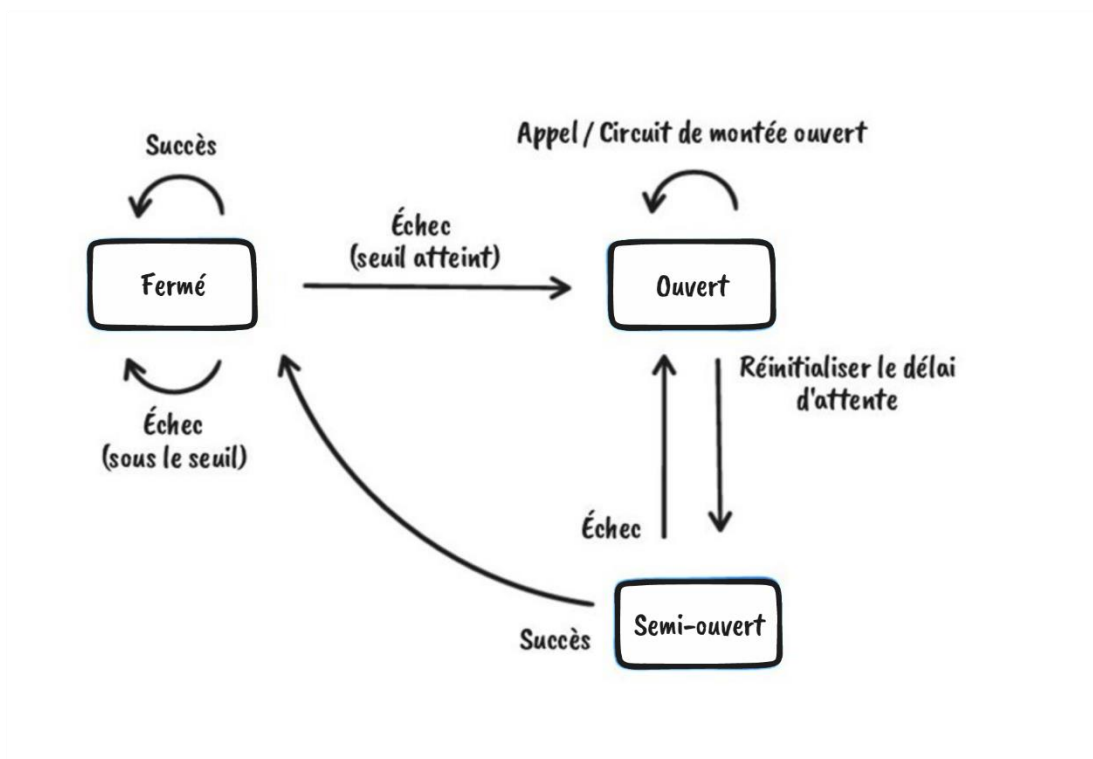 Succès
Appel / Circuit de montée ouvert
Échec
(seuil atteint)
Fermé
Ouvert
Réinitialiser le délai
d'attente
Échec
(sous le seuil)
Échec
Succès
Semi-ouvert